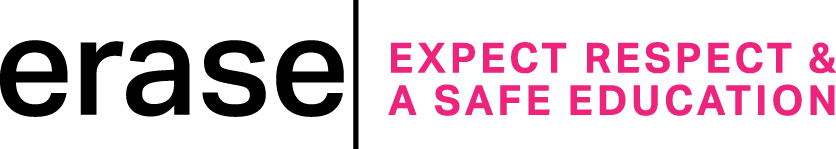 erase
EXPECT RESPECT &
A SAFE EDUCATION